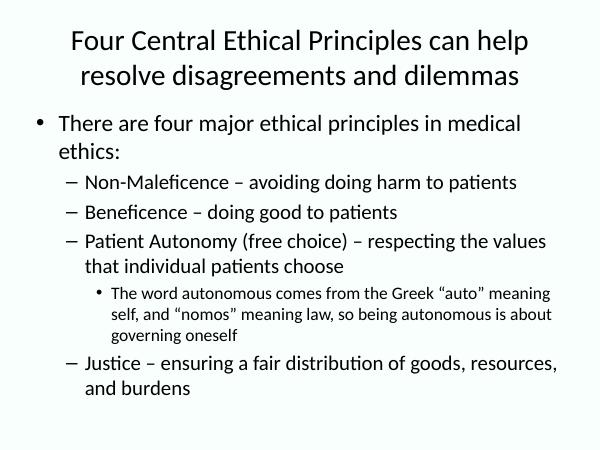 Four Central Ethical Principles can help
resolve disagreements and dilemmas
• There are four major ethical principles in medical
ethics:
– Non-Maleficence – avoiding doing harm to patients
– Beneficence – doing good to patients
– Patient Autonomy (free choice) – respecting the values
that individual patients choose
• The word autonomous comes from the Greek “auto” meaning
self, and “nomos” meaning law, so being autonomous is about
governing oneself
– Justice – ensuring a fair distribution of goods, resources,
and burdens